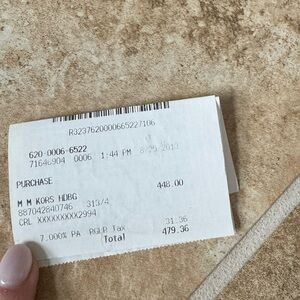 R3237620000665227106
620-0006-6522
71646904 0006 1:44 PM
PURCHASE
448.00
M M KORS HDBG
887042840746 313/4
CRL XXXXXXXXX2994
7.000% PA RGLR Tax 31.36
Total 479.36